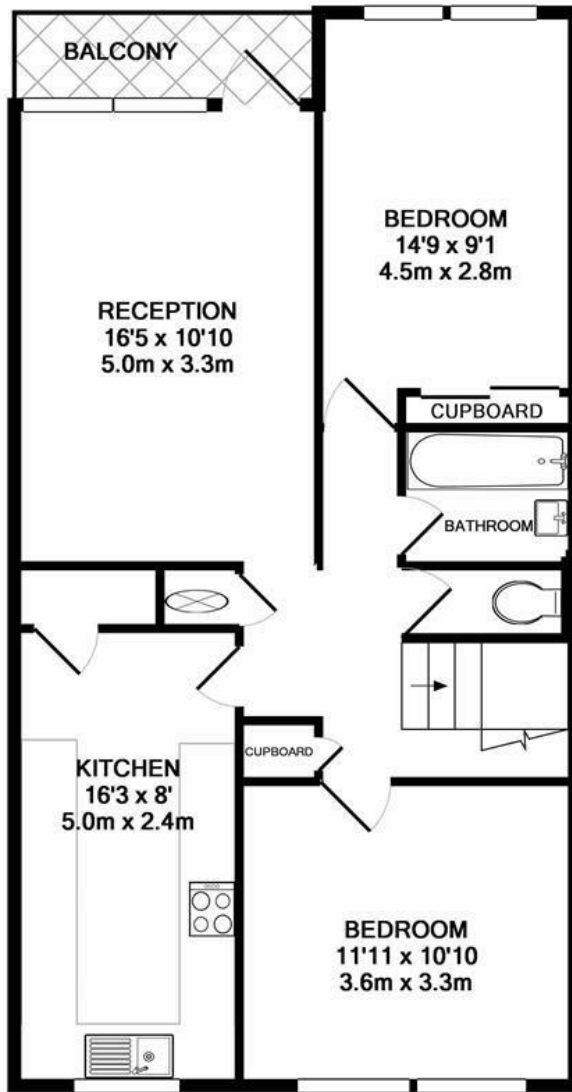 BALCONY
BEDROOM
14'9 x 9'1
4.5m x 2.8m
RECEPTION
16'5 x 10'10
5.0m x 3.3m
CUPBOARD
BATHROOM
CUPBOARD
KITCHEN
16'3 x 8'
5.0m x 2.4m
BEDROOM
11'11 x 10'10
3.6m x 3.3m